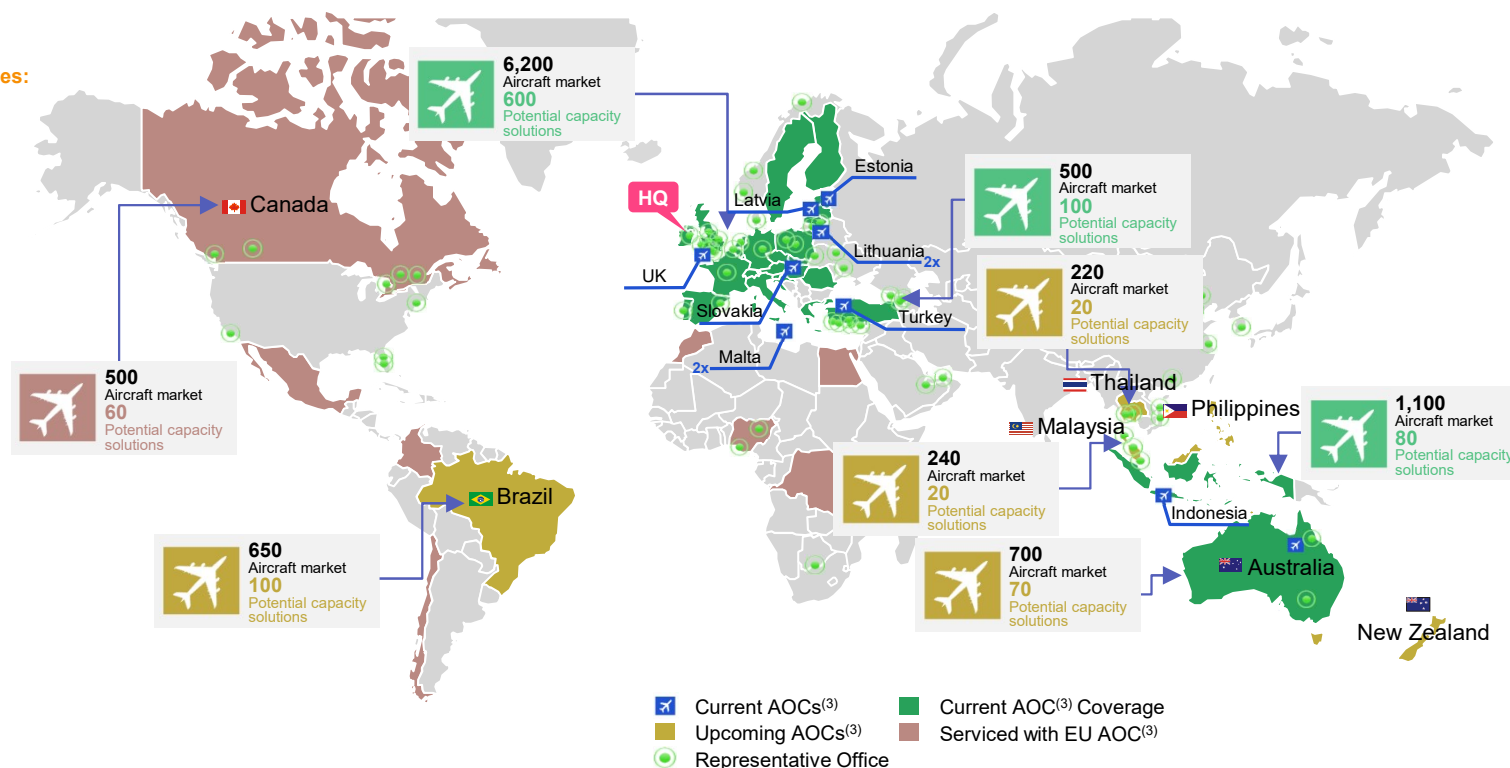 es:
6,200
Aircraft market
600
Potential capacity
solutions
Estonia
500
Aircraft market
100
Potential capacity
solutions
HQ
Latvia
Canada
Lithuania
2x
UK
220
Aircraft market
20
Potential capacity
solutions
Slovakia
Turkey
Malta
2x
500
Aircraft market
60
Potential capacity
solutions
Thailand
Philippines
Malaysia
1,100
Aircraft market
80
Potential capacity
solutions
240
Aircraft market
20
Potential capacity
solutions
Brazil
Indonesia
650
Aircraft market
100
Potential capacity
solutions
700
Aircraft market
70
Potential capacity
solutions
Australia
New Zealand
Current AOCs(3)
Current AOC(3) Coverage
Upcoming AOCs(3)
Serviced with EU AOC(3)
Representative Office